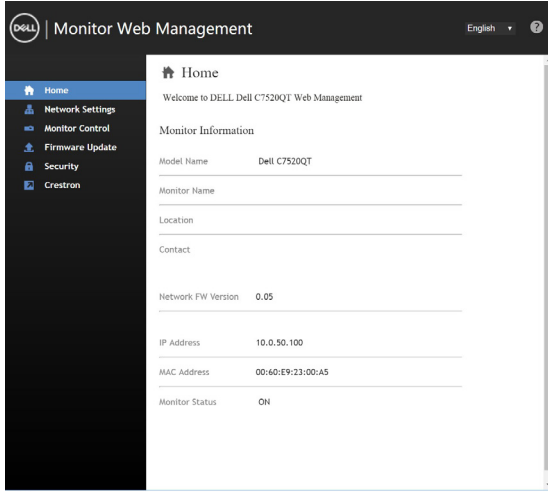 DELL | Monitor Web Management
English
?
Home
Network Settings
Monitor Control
Firmware Update
Security
Crestron
Home
Welcome to DELL Dell C7520QT Web Management
Monitor Information
Model Name Dell C7520QT
Monitor Name
Location
Contact
Network FW Version 0.05
IP Address 10.0.50.100
MAC Address 00:60:E9:23:00:A5
Monitor Status ON